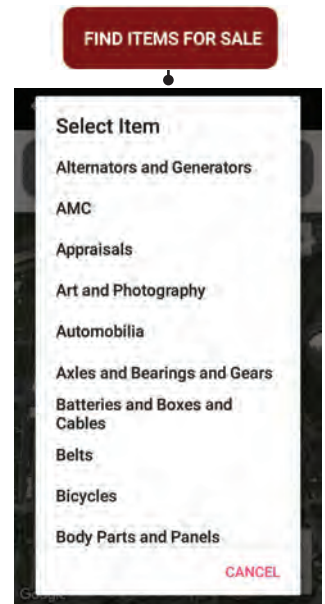 FIND ITEMS FOR SALE
Select Item
Alternators and Generators
AMC
Appraisals
Art and Photography
Automobilia
Axles and Bearings and Gears
Batteries and Boxes and
Cables
Belts
Bicycles
Body Parts and Panels
CANCEL
Google